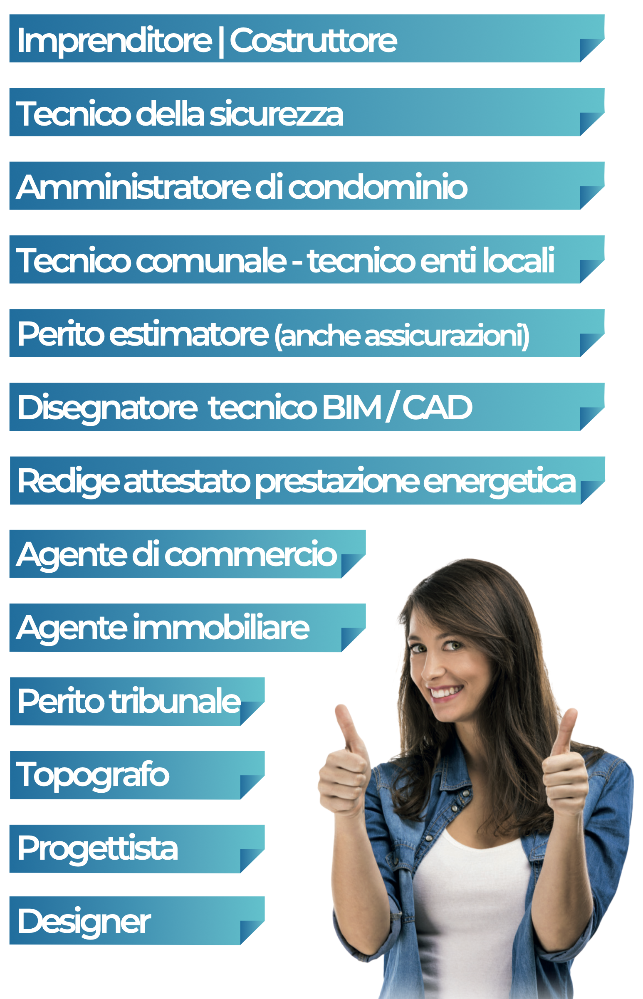 Imprenditore | Costruttore
Tecnico della sicurezza
Amministratore di condominio
Tecnico comunale - tecnico enti locali
Perito estimatore (anche assicurazioni)
Disegnatore tecnico BIM / CAD
Redige attestato prestazione energetica
Agente di commercio
Agente immobiliare
Perito tribunale
Topografo
Progettista
Designer